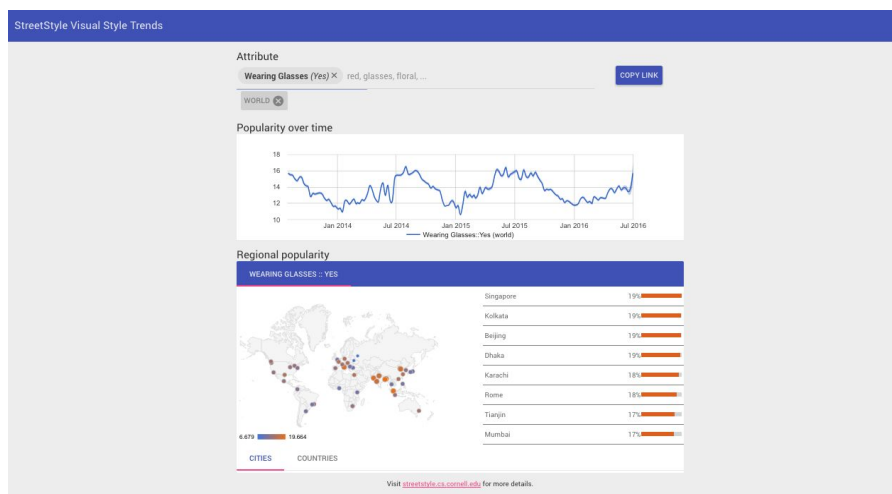 StreetStyle Visual Style Trends
Attribute
Wearing Glasses (Yes) × red, glasses, floral, ...
COPY LINK
WORLD
Popularity over time
18
16
14
12
10
Jan 2014 Jul 2014 Jan 2015 Jul 2015 Jan 2016 Jul 2016
Wearing Glasses::Yes (world)
Regional popularity
WEARING GLASSES :: YES
Singapore 19%
Kolkata 19%
Beijing 19%
Dhaka 19%
Karachi 18%
Rome 18%
Tianjin 17%
Mumbai 17%
6.679 19.664
CITIES COUNTRIES
Visit streetstyle.cs.cornell.edu for more details.